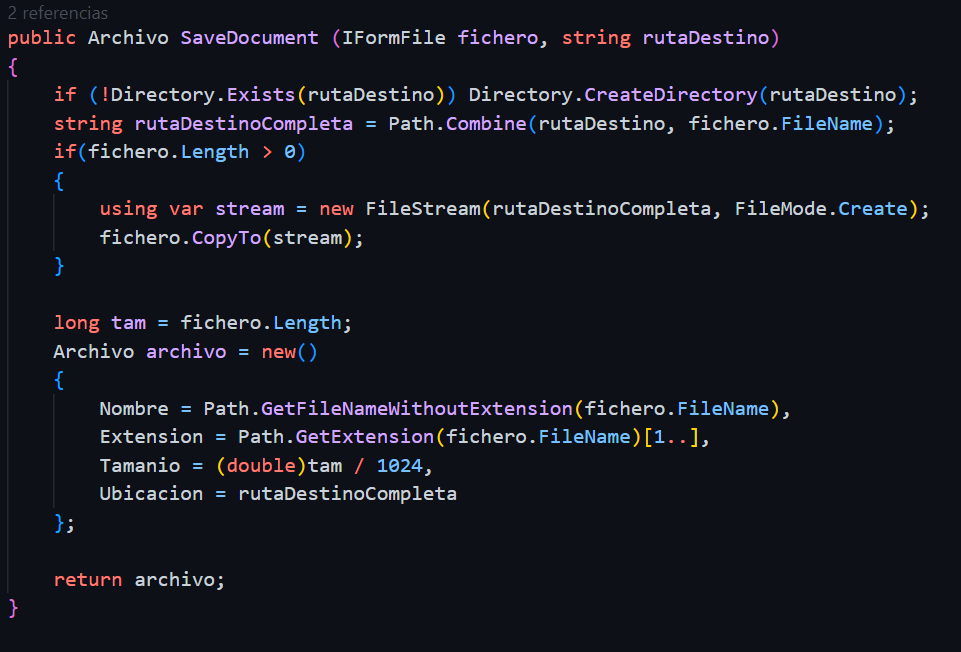 2 referencias
public Archivo SaveDocument (IFormFile fichero, string rutaDestino)
{
if (!Directory.Exists(rutaDestino)) Directory.CreateDirectory(rutaDestino);
string rutaDestinoCompleta = Path.Combine(rutaDestino, fichero.FileName);
if(fichero.Length > 0)
{
using var stream = new FileStream(rutaDestinoCompleta, FileMode.Create);
fichero.CopyTo(stream);
}
long tam = fichero.Length;
Archivo archivo = new()
{
Nombre = Path.GetFileNameWithoutExtension(fichero.FileName),
Extension = Path.GetExtension(fichero.FileName)[1..],
Tamanio = (double)tam / 1024,
Ubicacion = rutaDestinoCompleta
};
return archivo;
}